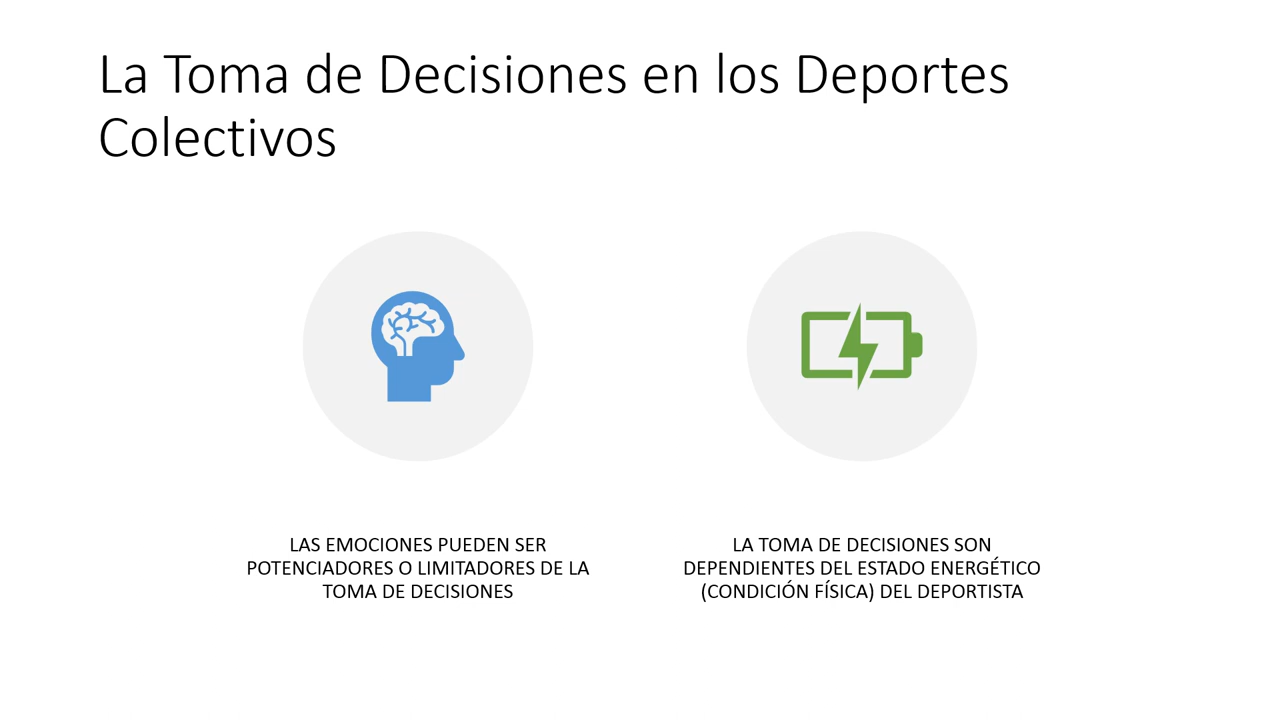 La Toma de Decisiones en los Deportes
Colectivos
LAS EMOCIONES PUEDEN SER
POTENCIADORES O LIMITADORES DE LA
TOMA DE DECISIONES
LA TOMA DE DECISIONES SON
DEPENDIENTES DEL ESTADO ENERGÉTICO
(CONDICIÓN FÍSICA) DEL DEPORTISTA